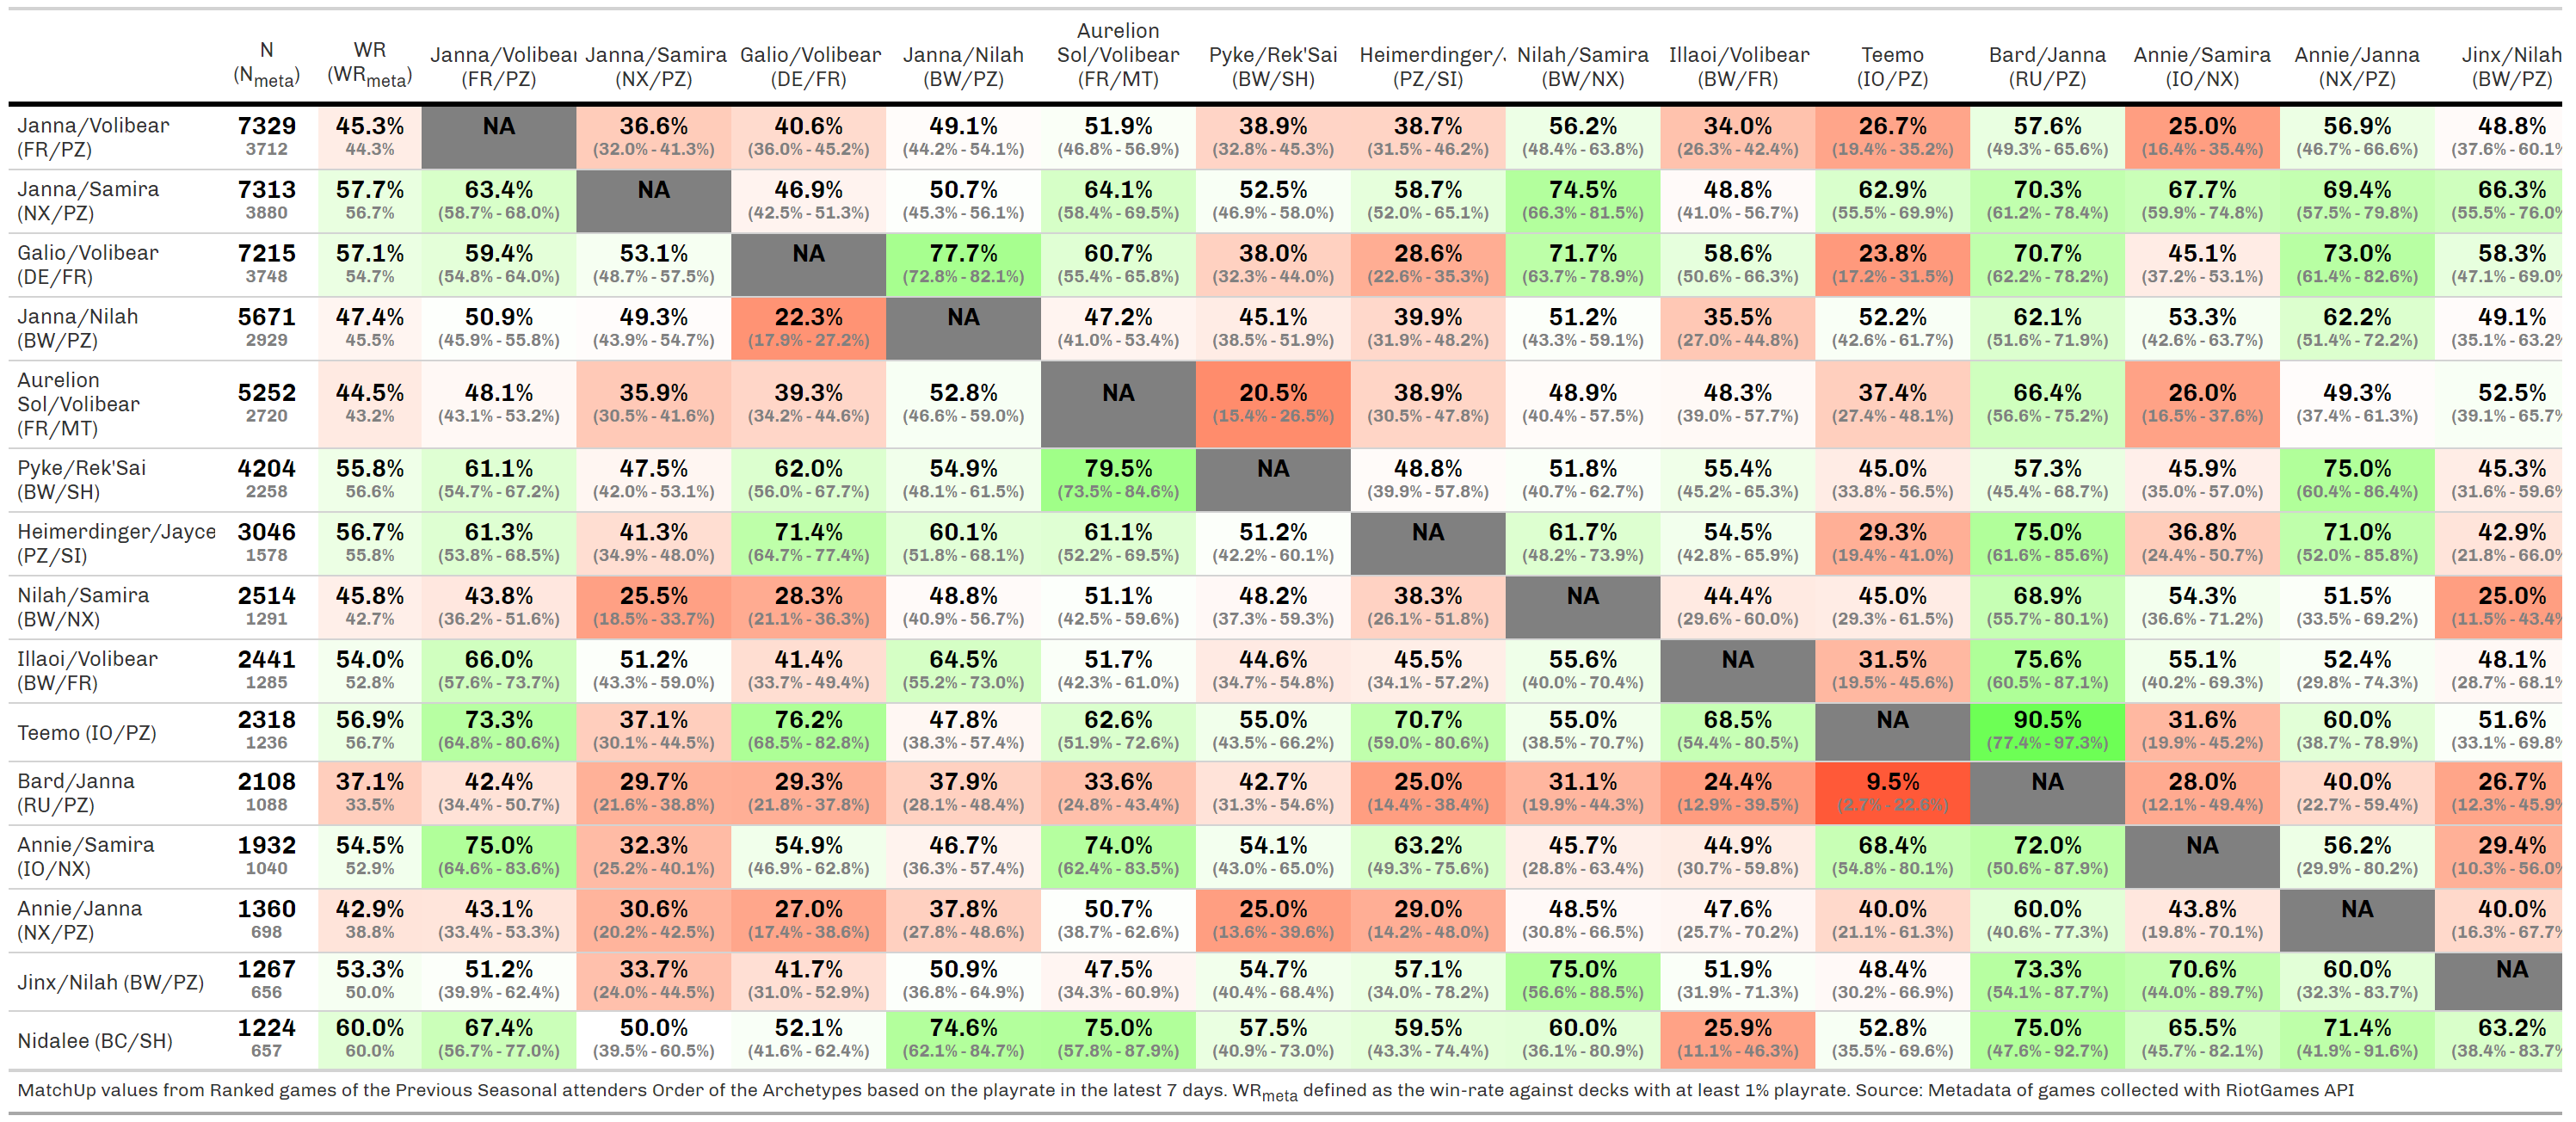 Aurelion
N WR Janna/Volibear Janna/Samira Galio/Volibear Janna/Nilah Sol/Volibear Pyke/Rek'Sai Heimerdinger/ Nilah/Samira Illaoi/Volibear Teemo Bard/Janna Annie/Samira Annie/Janna Jinx/Nilah
(Nmeta) (WRmeta) (FR/PZ) (NX/PZ) (DE/FR) (BW/PZ) (FR/MT) (BW/SH) (PZ/SI) (BW/NX) (BW/FR) (IO/PZ) (RU/PZ) (IO/NX) (NX/PZ) (BW/PZ)
Janna/Volibear 7329 45.3% NA 36.6% 40.6% 49.1% 51.9% 38.9% 38.7% 56.2% 34.0% 26.7% 57.6% 25.0% 56.9% 48.8%
(FR/PZ) 3712 44.3% (32.0% - 41.3%) (36.0% - 45.2%) (44.2% - 54.1%) (46.8% - 56.9%) (32.8% - 45.3%) (31.5% - 46.2%) (48.4% - 63.8%) (26.3% - 42.4%) (19.4% - 35.2%) (49.3% - 65.6%) (16.4% - 35.4%) (46.7% - 66.6%) (37.6% - 60.1%
Janna/Samira 7313 57.7% 63.4% NA 46.9% 50.7% 64.1% 52.5% 58.7% 74.5% 48.8% 62.9% 70.3% 67.7% 69.4% 66.3%
(NX/PZ) 3880 56.7% (58.7% - 68.0%) (42.5% - 51.3%) (45.3% - 56.1%) (58.4% - 69.5%) (46.9% - 58.0%) (52.0% - 65.1%) (66.3% - 81.5%) (41.0% - 56.7%) (55.5% - 69.9%) (61.2% - 78.4%) (59.9% - 74.8%) (57.5% - 79.8%) (55.5% - 76.0%
Galio/Volibear 7215 57.1% 59.4% 53.1% NA 77.7% 60.7% 38.0% 28.6% 71.7% 58.6% 23.8% 70.7% 45.1% 73.0% 58.3%
(DE/FR) 3748 54.7% (54.8% - 64.0%) (48.7% - 57.5%) (72.8% - 82.1%) (55.4% - 65.8%) (32.3% - 44.0%) (22.6% - 35.3%) (63.7% - 78.9%) (50.6% - 66.3%) (17.2% - 31.5%) (62.2% - 78.2%) (37.2% - 53.1%) (61.4% - 82.6%) (47.1% - 69.0%
Janna/Nilah 5671 47.4% 50.9% 49.3% 22.3% NA 47.2% 45.1% 39.9% 51.2% 35.5% 52.2% 62.1% 53.3% 62.2% 49.1%
(BW/PZ) 2929 45.5% (45.9% - 55.8%) (43.9% - 54.7%) (17.9% - 27.2%) (41.0% - 53.4%) (38.5% - 51.9%) (31.9% - 48.2%) (43.3% - 59.1%) (27.0% - 44.8%) (42.6% - 61.7%) (51.6% - 71.9%) (42.6% - 63.7%) (51.4% - 72.2%) (35.1% - 63.2%
Aurelion
Sol/Volibear 5252 44.5% 48.1% 35.9% 39.3% 52.8% NA 20.5% 38.9% 48.9% 48.3% 37.4% 66.4% 26.0% 49.3% 52.5%
(FR/MT) 2720 43.2% (43.1% - 53.2%) (30.5% - 41.6%) (34.2% - 44.6%) (46.6% - 59.0%) (15.4% - 26.5%) (30.5% - 47.8%) (40.4% - 57.5%) (39.0% - 57.7%) (27.4% - 48.1%) (56.6% - 75.2%) (16.5% - 37.6%) (37.4% - 61.3%) (39.1% - 65.7%
Pyke/Rek'Sai 4204 55.8% 61.1% 47.5% 62.0% 54.9% 79.5% NA 48.8% 51.8% 55.4% 45.0% 57.3% 45.9% 75.0% 45.3%
(BW/SH) 2258 56.6% (54.7% - 67.2%) (42.0% - 53.1%) (56.0% - 67.7%) (48.1% - 61.5%) (73.5% - 84.6%) (39.9% - 57.8%) (40.7% - 62.7%) (45.2% - 65.3%) (33.8% - 56.5%) (45.4% - 68.7%) (35.0% - 57.0%) (60.4% - 86.4%) (31.6% - 59.6%
Heimerdinger/Jayce 3046 56.7% 61.3% 41.3% 71.4% 60.1% 61.1% 51.2% NA 61.7% 54.5% 29.3% 75.0% 36.8% 71.0% 42.9%
(PZ/SI) 1578 55.8% (53.8% - 68.5%) (34.9% - 48.0%) (64.7% - 77.4%) (51.8% - 68.1%) (52.2% - 69.5%) (42.2% - 60.1%) (48.2% - 73.9%) (42.8% - 65.9%) (19.4% - 41.0%) (61.6% - 85.6%) (24.4% - 50.7%) (52.0% - 85.8%) (21.8% - 66.0%
Nilah/Samira 2514 45.8% 43.8% 25.5% 28.3% 48.8% 51.1% 48.2% 38.3% NA 44.4% 45.0% 68.9% 54.3% 51.5% 25.0%
(BW/NX) 1291 42.7% (36.2% - 51.6%) (18.5% - 33.7%) (21.1% - 36.3%) (40.9% - 56.7%) (42.5% - 59.6%) (37.3% - 59.3%) (26.1% - 51.8%) (29.6% - 60.0%) (29.3% - 61.5%) (55.7% - 80.1%) (36.6% - 71.2%) (33.5% - 69.2%) (11.5% - 43.4%
Illaoi/Volibear 2441 54.0% 66.0% 51.2% 41.4% 64.5% 51.7% 44.6% 45.5% 55.6% NA 31.5% 75.6% 55.1% 52.4% 48.1%
(BW/FR) 1285 52.8% (57.6% - 73.7%) (43.3% - 59.0%) (33.7% - 49.4%) (55.2% - 73.0%) (42.3% - 61.0%) (34.7% - 54.8%) (34.1% - 57.2%) (40.0% - 70.4%) (19.5% - 45.6%) (60.5% - 87.1%) (40.2% - 69.3%) (29.8% - 74.3%) (28.7% - 68.1%
Teemo (IO/PZ) 2318 56.9% 73.3% 37.1% 76.2% 47.8% 62.6% 55.0% 70.7% 55.0% 68.5% NA 90.5% 31.6% 60.0% 51.6%
1236 56.7% (64.8% - 80.6%) (30.1% - 44.5%) (68.5% - 82.8%) (38.3% - 57.4%) (51.9% - 72.6%) (43.5% - 66.2%) (59.0% - 80.6%) (38.5% - 70.7%) (54.4% - 80.5%) (77.4% - 97.3%) (19.9% - 45.2%) (38.7% - 78.9%) (33.1% - 69.8%
Bard/Janna 2108 37.1% 42.4% 29.7% 29.3% 37.9% 33.6% 42.7% 25.0% 31.1% 24.4% 9.5% NA 28.0% 40.0% 26.7%
(RU/PZ) 1088 33.5% (34.4% - 50.7%) (21.6% - 38.8%) (21.8% - 37.8%) (28.1% - 48.4%) (24.8% - 43.4%) (31.3% - 54.6%) (14.4% - 38.4%) (19.9% - 44.3%) (12.9% - 39.5%) (2.7% - 22.6%) (12.1% - 49.4%) (22.7% - 59.4%) (12.3% - 45.9%
Annie/Samira 1932 54.5% 75.0% 32.3% 54.9% 46.7% 74.0% 54.1% 63.2% 45.7% 44.9% 68.4% 72.0% NA 56.2% 29.4%
(IO/NX) 1040 52.9% (64.6% - 83.6%) (25.2% - 40.1%) (46.9% - 62.8%) (36.3% - 57.4%) (62.4% - 83.5%) (43.0% - 65.0%) (49.3% - 75.6%) (28.8% - 63.4%) (30.7% - 59.8%) (54.8% - 80.1%) (50.6% - 87.9%) (29.9% - 80.2%) (10.3% - 56.0%
Annie/Janna 1360 42.9% 43.1% 30.6% 27.0% 37.8% 50.7% 25.0% 29.0% 48.5% 47.6% 40.0% 60.0% 43.8% NA 40.0%
(NX/PZ) 698 38.8% (33.4% - 53.3%) (20.2% - 42.5%) (17.4% - 38.6%) (27.8% - 48.6%) (38.7% - 62.6%) (13.6% - 39.6%) (14.2% - 48.0%) (30.8% - 66.5%) (25.7% - 70.2%) (21.1% - 61.3%) (40.6% - 77.3%) (19.8% - 70.1%) (16.3% - 67.7%
Jinx/Nilah (BW/PZ) 1267 53.3% 51.2% 33.7% 41.7% 50.9% 47.5% 54.7% 57.1% 75.0% 51.9% 48.4% 73.3% 70.6% 60.0% NA
656 50.0% (39.9% - 62.4%) (24.0% - 44.5%) (31.0% - 52.9%) (36.8% - 64.9%) (34.3% - 60.9%) (40.4% - 68.4%) (34.0% - 78.2%) (56.6% - 88.5%) (31.9% - 71.3%) (30.2% - 66.9%) (54.1% - 87.7%) (44.0% - 89.7%) (32.3% - 83.7%)
Nidalee (BC/SH) 1224 60.0% 67.4% 50.0% 52.1% 74.6% 75.0% 57.5% 59.5% 60.0% 25.9% 52.8% 75.0% 65.5% 71.4% 63.2%
657 60.0% (56.7% - 77.0%) (39.5% - 60.5%) (41.6% - 62.4%) (62.1% - 84.7%) (57.8% - 87.9%) (40.9% - 73.0%) (43.3% - 74.4%) (36.1% - 80.9%) (11.1% - 46.3%) (35.5% - 69.6%) (47.6% - 92.7%) (45.7% - 82.1%) (41.9% - 91.6%) (38.4% - 83.7%
MatchUp values from Ranked games of the Previous Seasonal attenders Order of the Archetypes based on the playrate in the latest 7 days. WRmeta defined as the win-rate against decks with at least 1% playrate. Source: Metadata of games collected with RiotGames API